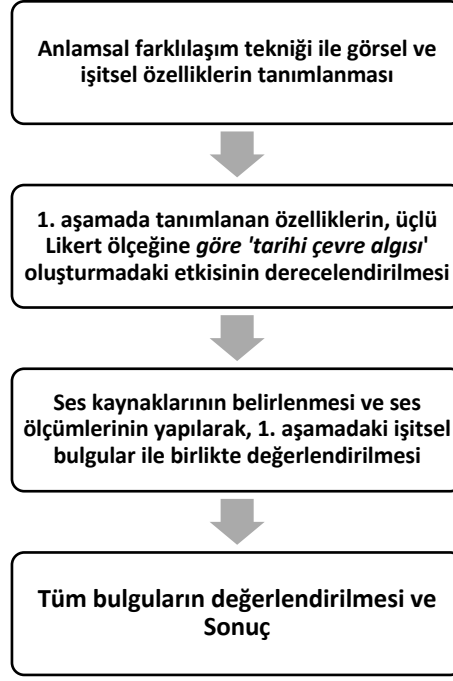 Anlamsal farklılaşım tekniği ile görsel ve
işitsel özelliklerin tanımlanması
1. aşamada tanımlanan özelliklerin, üçlü
Likert ölçeğine göre 'tarihi çevre algısı'
oluşturmadaki etkisinin derecelendirilmesi
Ses kaynaklarının belirlenmesi ve ses
ölçümlerinin yapılarak, 1. aşamadaki işitsel
bulgular ile birlikte değerlendirilmesi
Tüm bulguların değerlendirilmesi ve
Sonuç